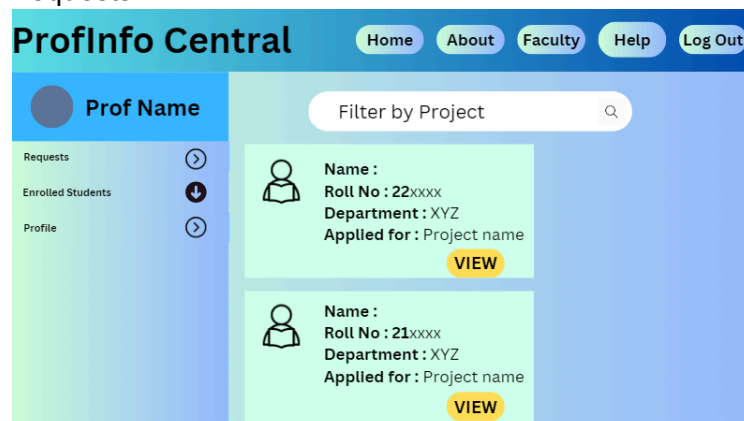 ProfInfo Central
Home
About
Faculty
Help
Log Out
Prof Name
Filter by Project
Requests
Enrolled Students
Profile
Name :
Roll No : 22xxxx
Department : XYZ
Applied for : Project name
VIEW
Name :
Roll No : 21xxxx
Department : XYZ
Applied for : Project name
VIEW